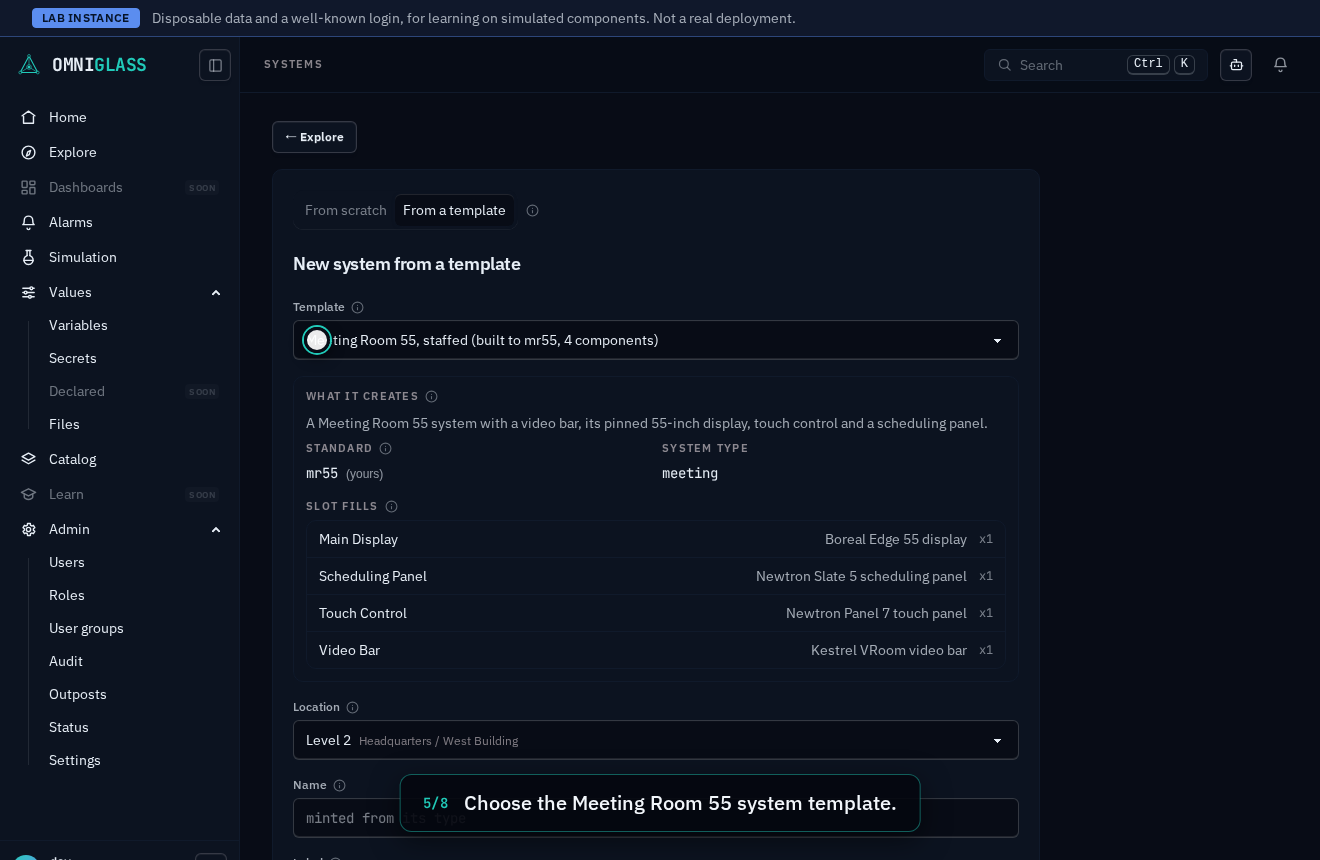 LAB INSTANCE Disposable data and a well-known login, for learning on simulated components. Not a real deployment.
OMNIGLASS
SYSTEMS
Search Ctrl K
Home
Explore
Dashboards SOON
Alarms
Simulation
Values
Variables
Secrets
Declared SOON
Files
Catalog
Learn SOON
Admin
Users
Roles
User groups
Audit
Outposts
Status
Settings
← Explore
From scratch From a template
New system from a template
Template
Meeting Room 55, staffed (built to mr55, 4 components)
WHAT IT CREATES
A Meeting Room 55 system with a video bar, its pinned 55-inch display, touch control and a scheduling panel.
STANDARD SYSTEM TYPE
mr55 (yours) meeting
SLOT FILLS
Main Display Boreal Edge 55 display x1
Scheduling Panel Newtron Slate 5 scheduling panel x1
Touch Control Newtron Panel 7 touch panel x1
Video Bar Kestrel VRoom video bar x1
Location
Level 2 Headquarters / West Building
Name
minted from its type
5/8 Choose the Meeting Room 55 system template.